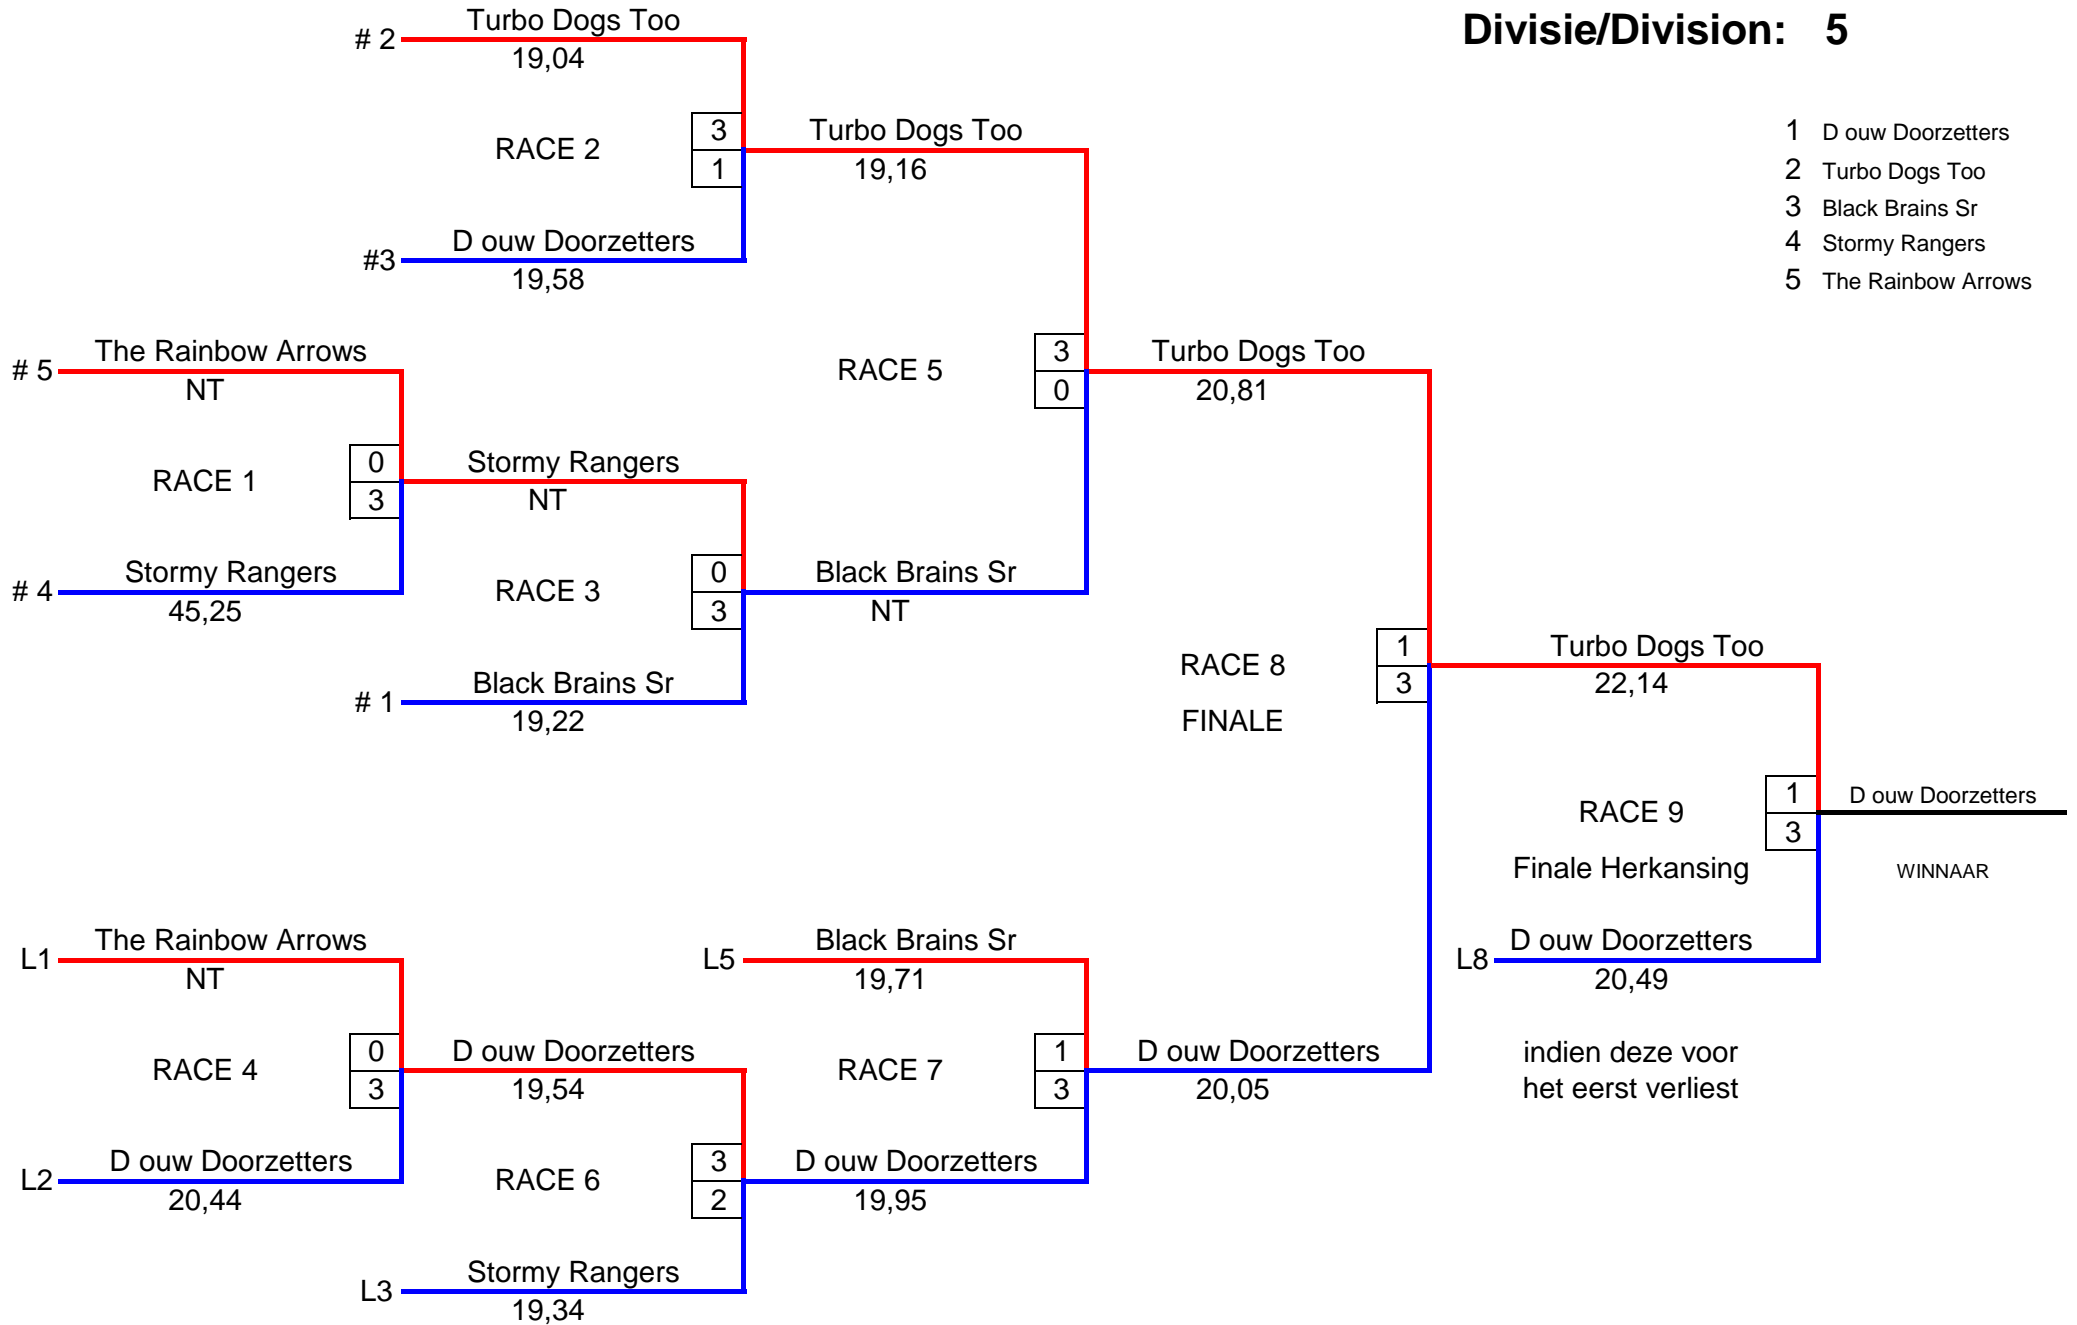 Divisie/Division: 5
1 D ouw Doorzetters
2 Turbo Dogs Too
3 Black Brains Sr
4 Stormy Rangers
5 The Rainbow Arrows
# 2
Turbo Dogs Too
19,04
RACE 2
3
1
#3
D ouw Doorzetters
19,58
Turbo Dogs Too
19,16
# 5
The Rainbow Arrows
NT
RACE 1
0
3
# 4
Stormy Rangers
45,25
Stormy Rangers
NT
RACE 3
0
3
# 1
Black Brains Sr
19,22
RACE 5
3
0
Black Brains Sr
NT
Turbo Dogs Too
20,81
RACE 8
FINALE
1
3
Turbo Dogs Too
22,14
RACE 9
Finale Herkansing
1
3
D ouw Doorzetters
WINNAAR
L8
D ouw Doorzetters
20,49
indien deze voor
het eerst verliest
L1
The Rainbow Arrows
NT
RACE 4
0
3
L2
D ouw Doorzetters
20,44
D ouw Doorzetters
19,54
RACE 6
3
2
L3
Stormy Rangers
19,34
L5
Black Brains Sr
19,71
RACE 7
1
3
D ouw Doorzetters
19,95
D ouw Doorzetters
20,05